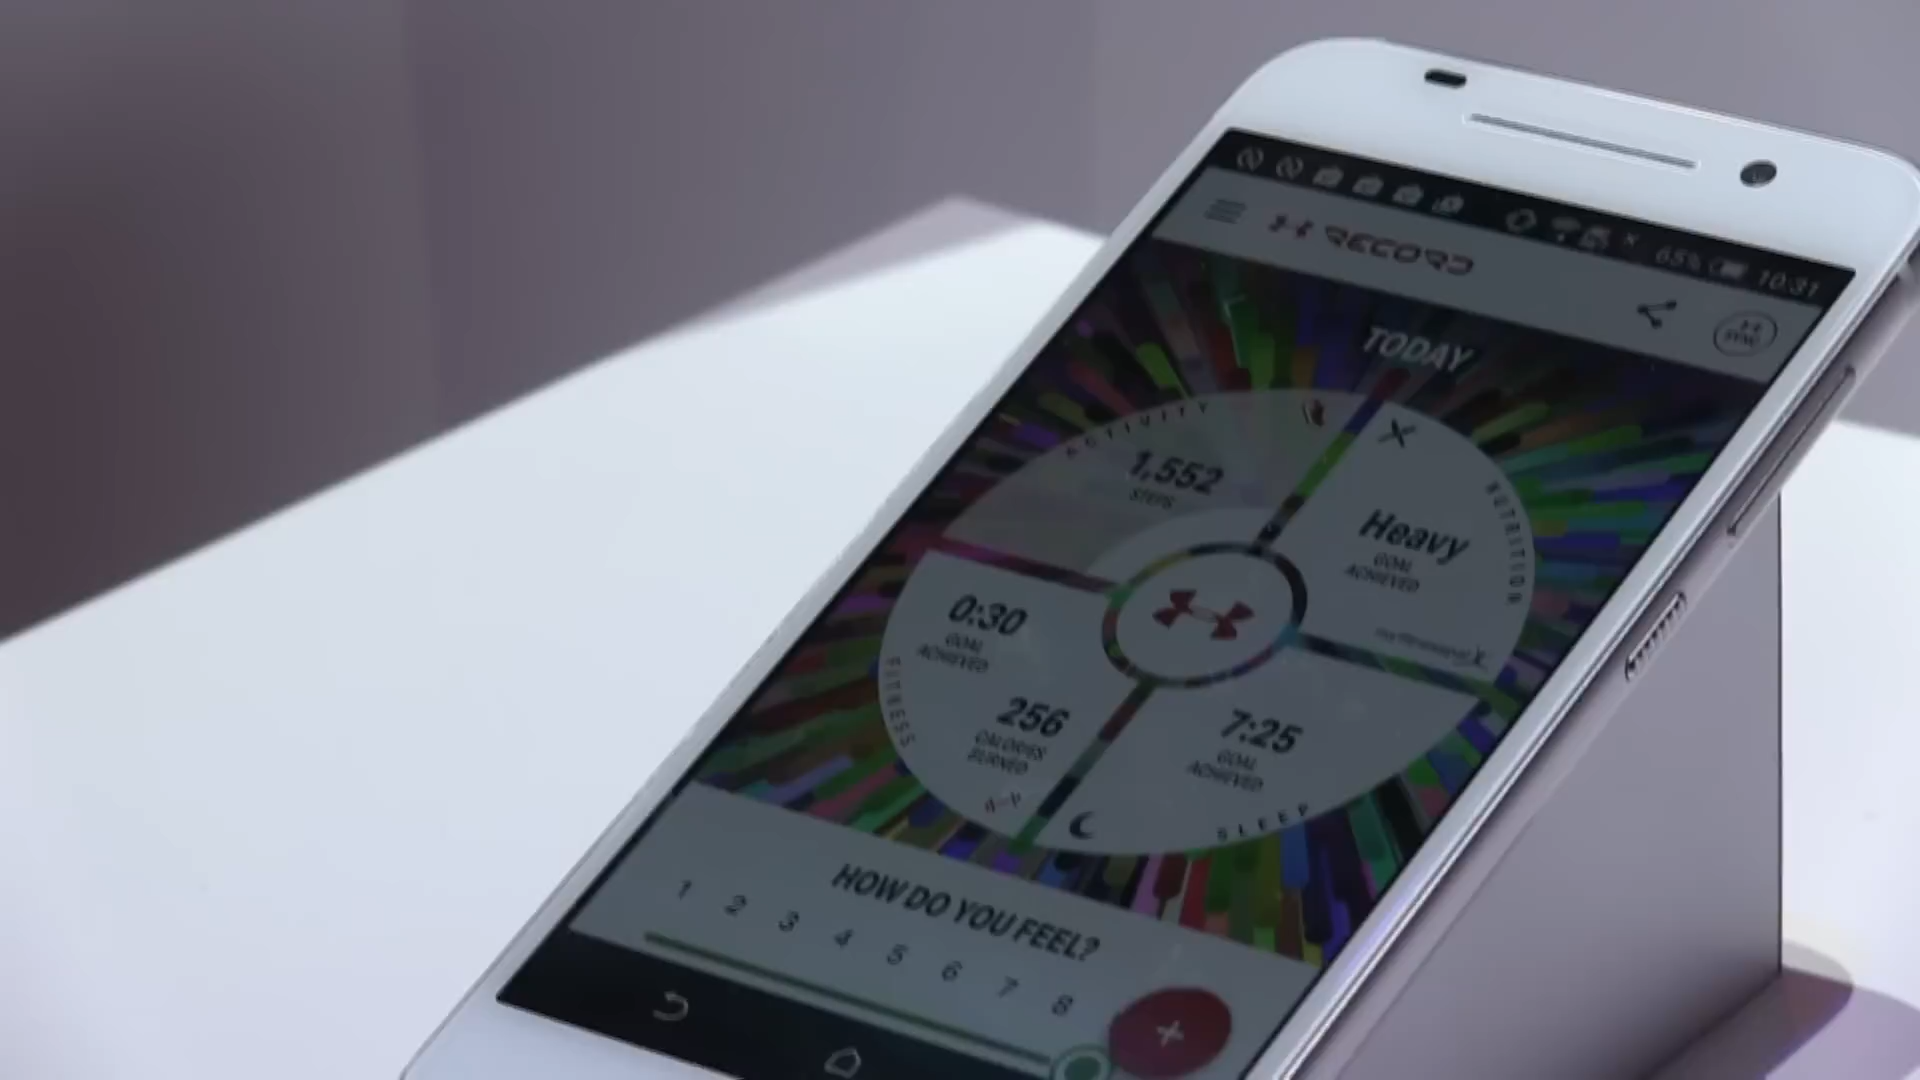 65% 10:31
RECORD
SYNC
TODAY
ACTIVITY
1,552
STEPS
NUTRITION
Heavy
GOAL
ACHIEVED
0:30
GOAL
ACHIEVED
FITNESS
256
CALORIES
BURNED
7:25
GOAL
ACHIEVED
SLEEP
HOW DO YOU FEEL?
1 2 3 4 5 6 7 8